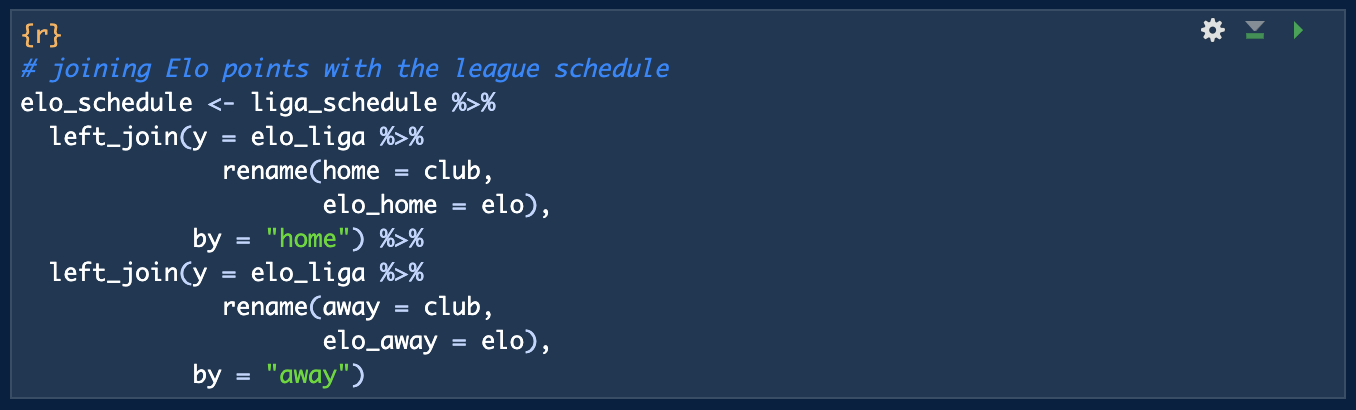 {r}
# joining Elo points with the league schedule
elo_schedule <- liga_schedule %>%
  left_join(y = elo_liga %>%
              rename(home = club,
                     elo_home = elo),
            by = "home") %>%
  left_join(y = elo_liga %>%
              rename(away = club,
                     elo_away = elo),
            by = "away")